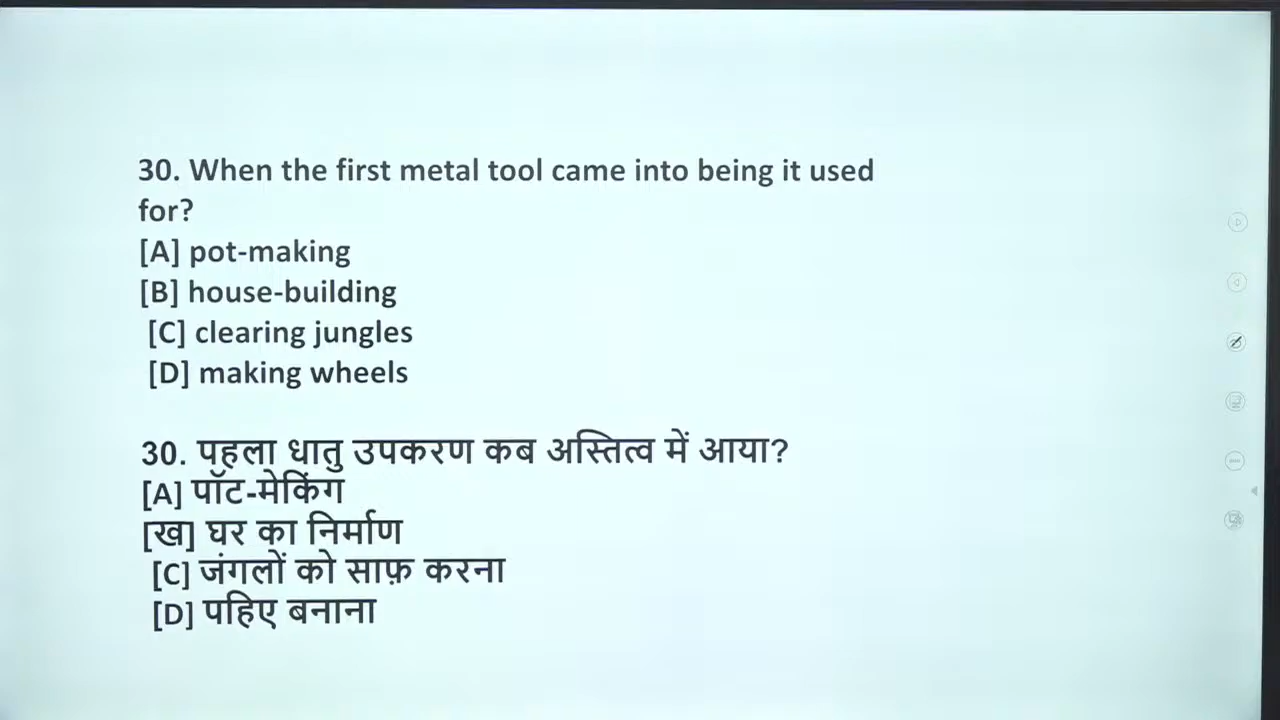 30. When the first metal tool came into being it used
for?
[A] pot-making
[B] house-building
[C] clearing jungles
[D] making wheels
30. पहला धातु उपकरण कब अस्तित्व में आया?
[A] पॉट-मेकिंग
[ख] घर का निर्माण
[C] जंगलों को साफ़ करना
[D] पहिए बनाना